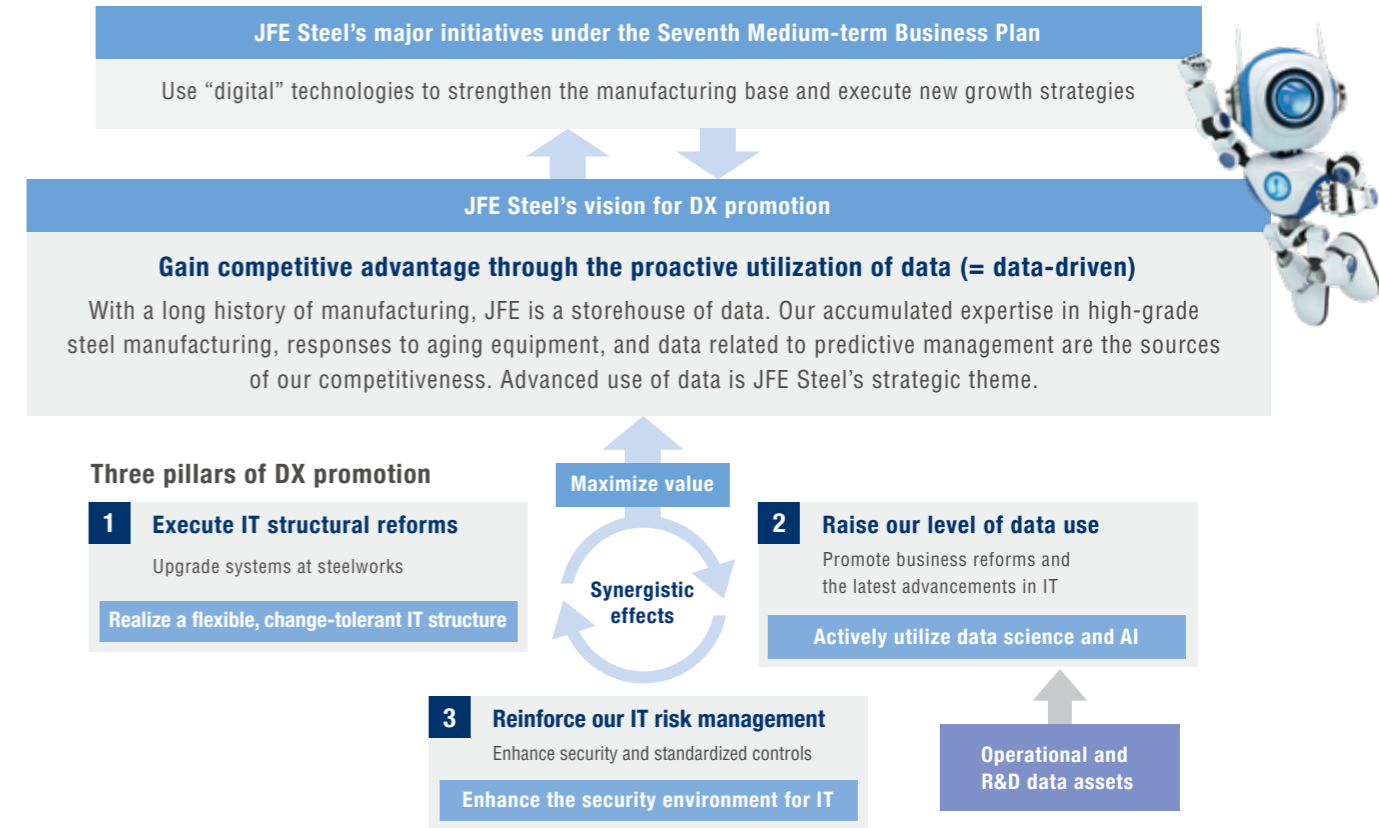 JFE Steel's major initiatives under the Seventh Medium-term Business Plan
Use “digital” technologies to strengthen the manufacturing base and execute new growth strategies
JFE Steel's vision for DX promotion
Gain competitive advantage through the proactive utilization of data (= data-driven)
With a long history of manufacturing, JFE is a storehouse of data. Our accumulated expertise in high-grade
steel manufacturing, responses to aging equipment, and data related to predictive management are the sources
of our competitiveness. Advanced use of data is JFE Steel's strategic theme.
Three pillars of DX promotion
Maximize value
1 Execute IT structural reforms
Upgrade systems at steelworks
Realize a flexible, change-tolerant IT structure
Synergistic
effects
2 Raise our level of data use
Promote business reforms and
the latest advancements in IT
Actively utilize data science and AI
3 Reinforce our IT risk management
Enhance security and standardized controls
Enhance the security environment for IT
Operational and
R&D data assets